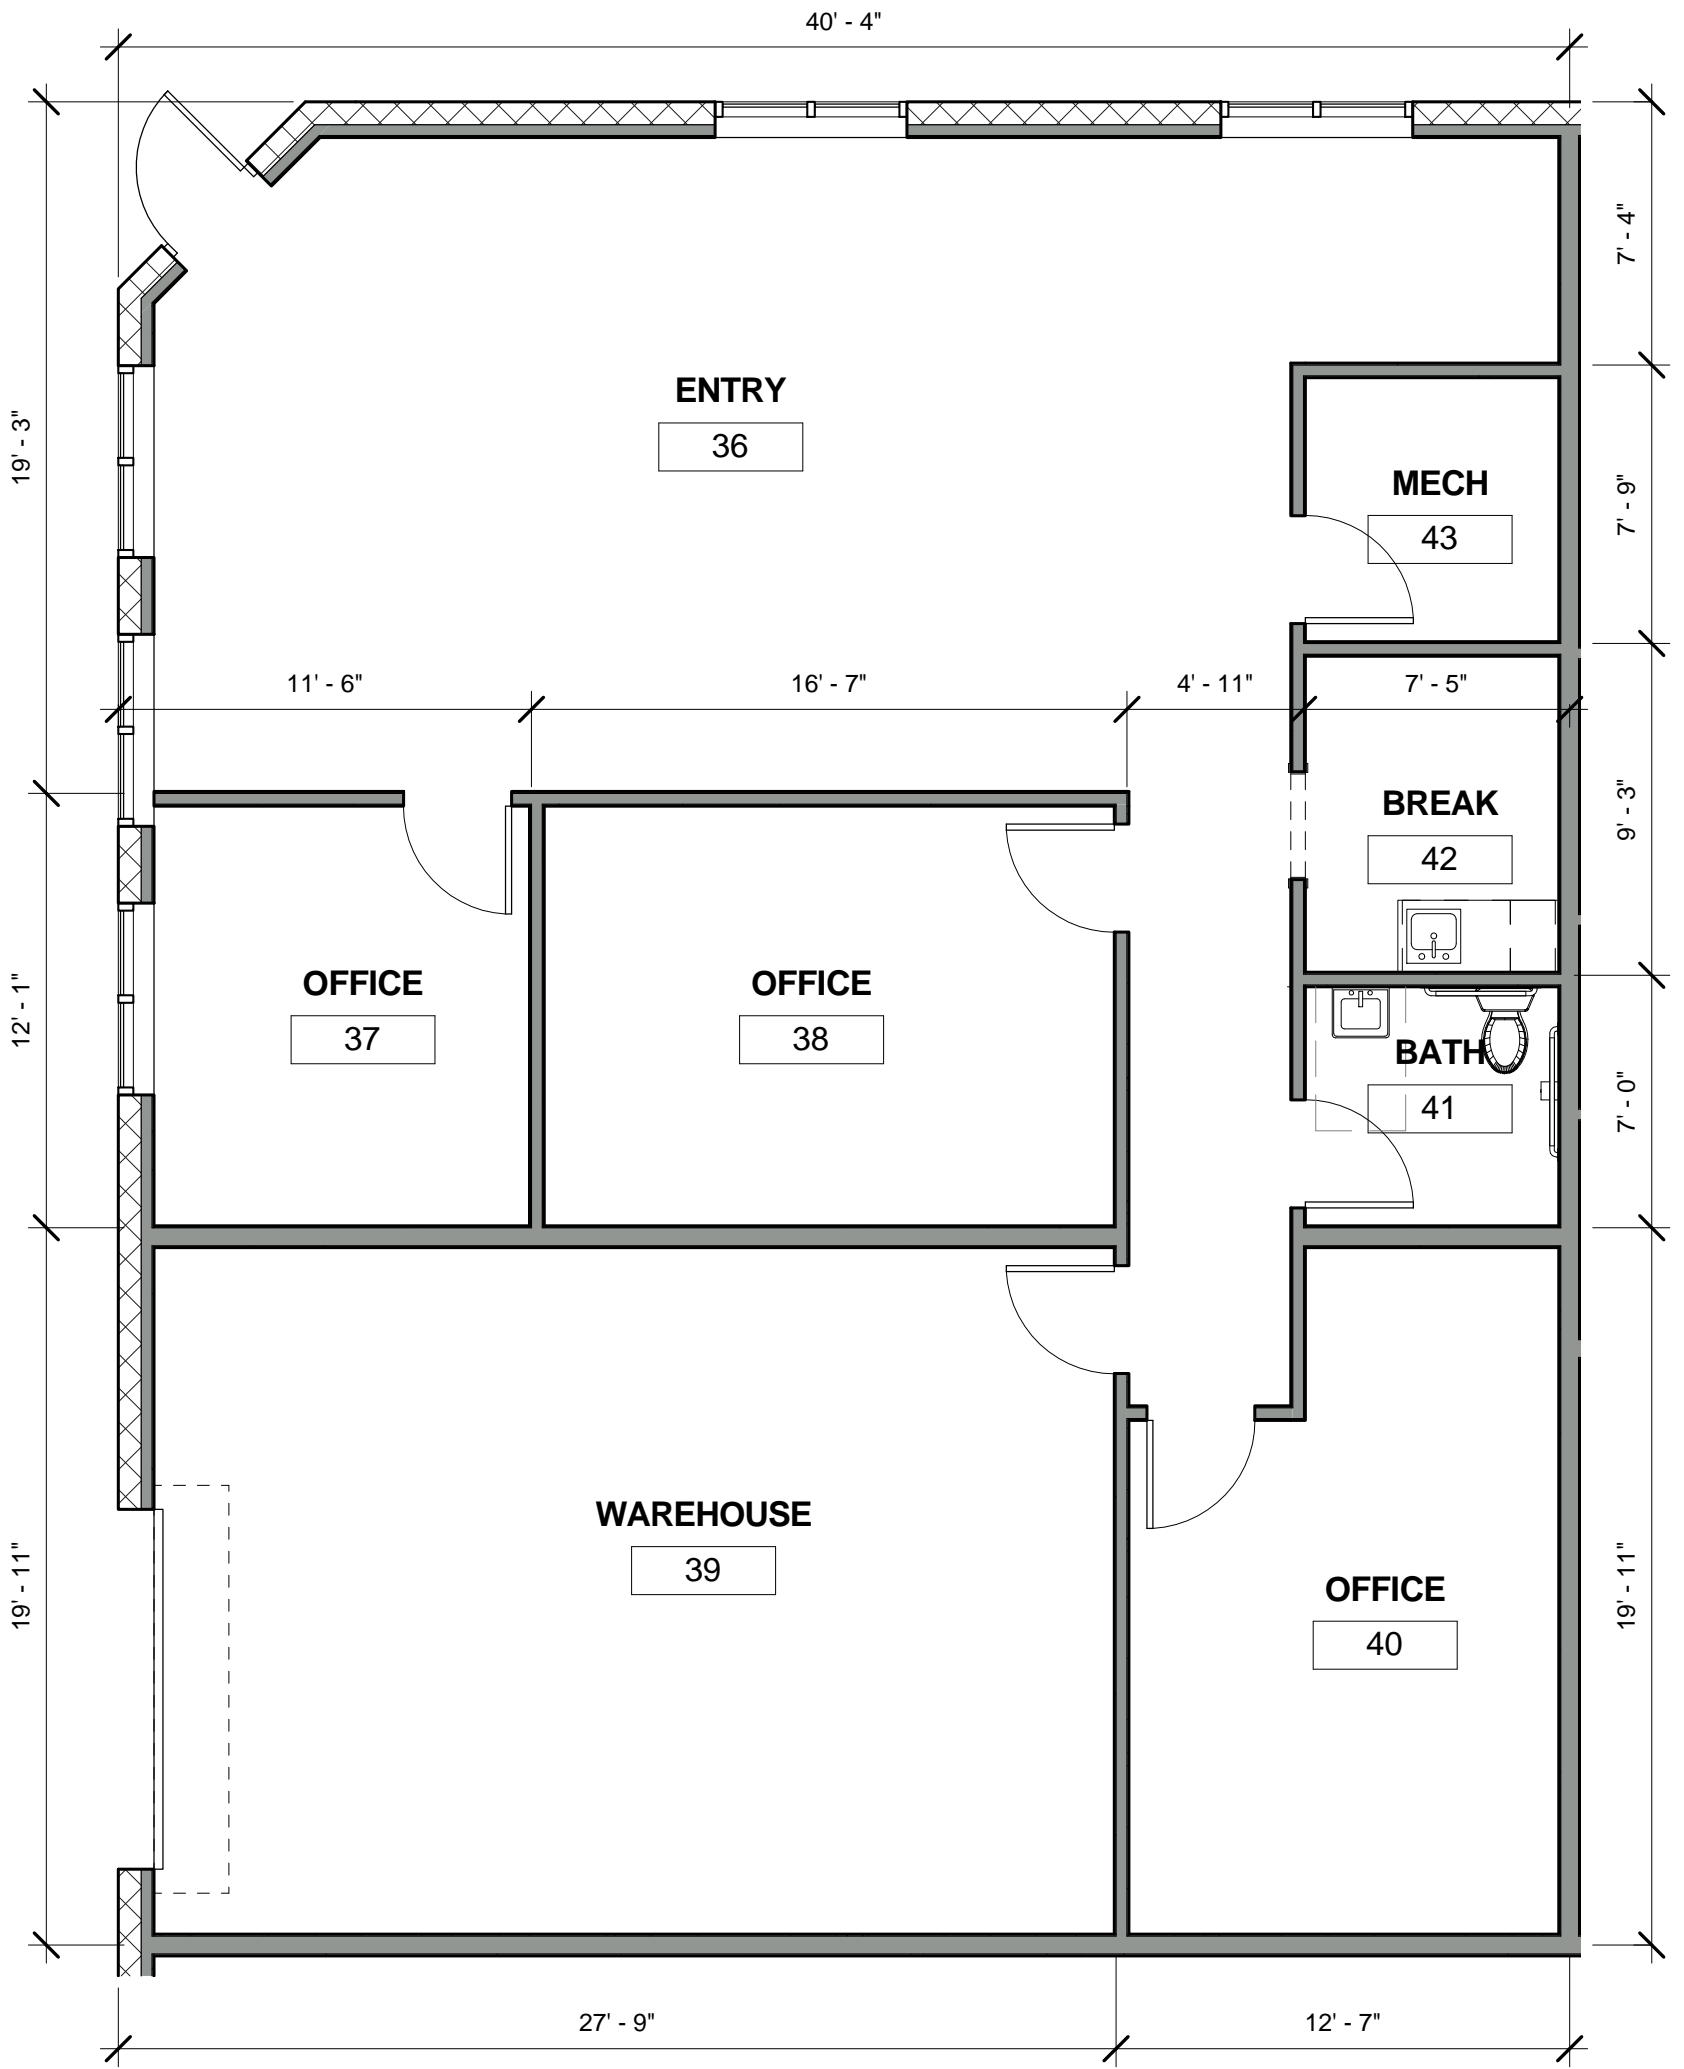 40' - 4"
7' - 4"
ENTRY
36
19' - 3"
MECH
43
7' - 9"
11' - 6"
16' - 7"
4' - 11"
7' - 5"
BREAK
42
9' - 3"
OFFICE
37
OFFICE
38
12' - 1"
BATH
41
7' - 0"
WAREHOUSE
39
19' - 11"
OFFICE
40
19' - 11"
27' - 9"
12' - 7"